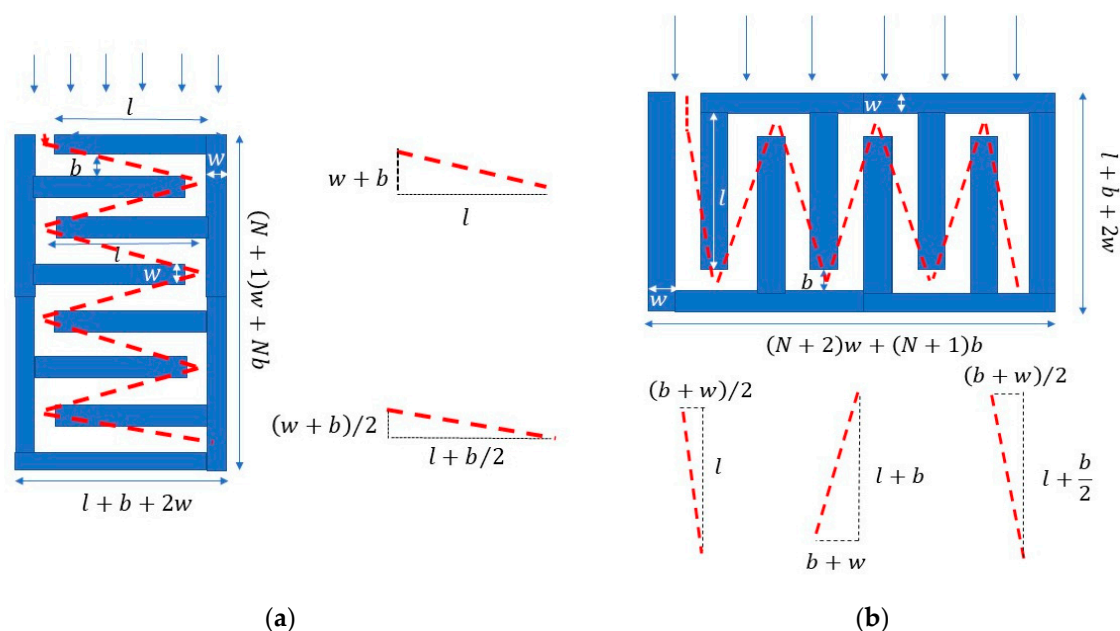 l
w
b
l
w
(N + 1)w + Nb
l + b + 2w
w + b
l
(w + b)/2
l + b/2
(a)
w
l
b
w
l + b + 2w
(N + 2)w + (N + 1)b
(b + w)/2
l
l + b
b + w
(b + w)/2
l + b/2
(b)